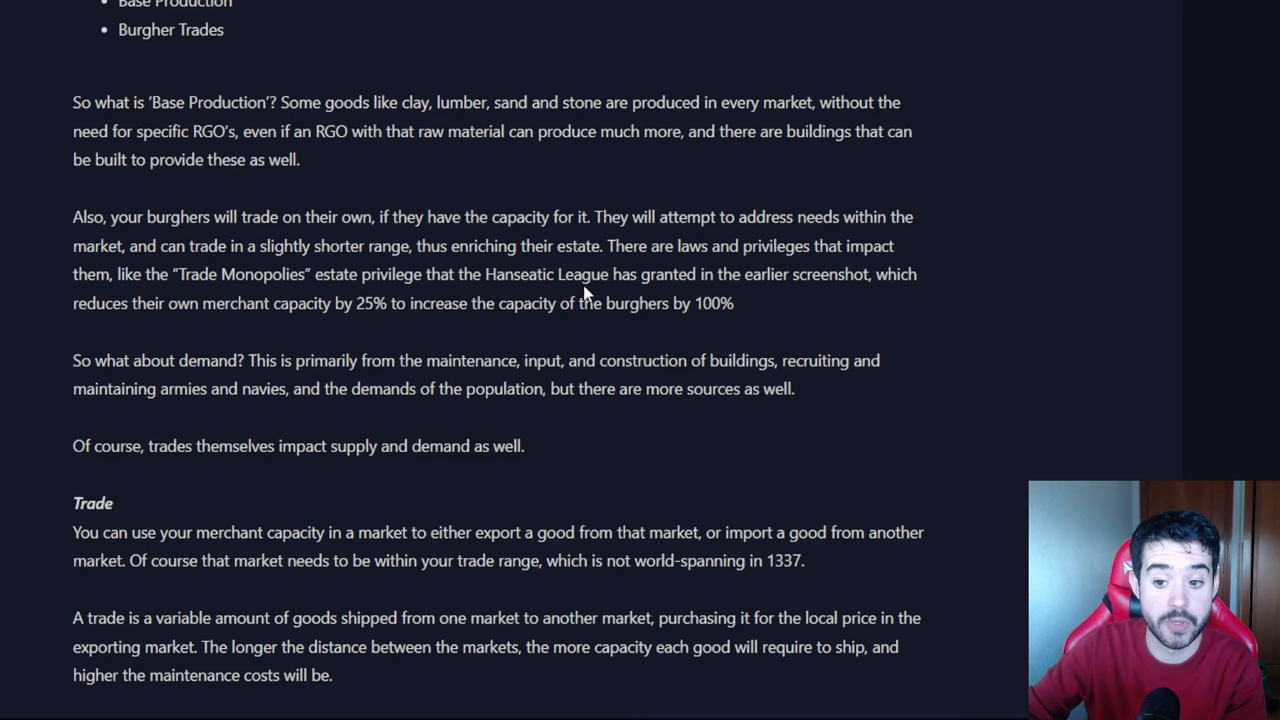 Base Production
• Burgher Trades
So what is ‘Base Production’? Some goods like clay, lumber, sand and stone are produced in every market, without the
need for specific RGO’s, even if an RGO with that raw material can produce much more, and there are buildings that can
be built to provide these as well.
Also, your burghers will trade on their own, if they have the capacity for it. They will attempt to address needs within the
market, and can trade in a slightly shorter range, thus enriching their estate. There are laws and privileges that impact
them, like the “Trade Monopolies” estate privilege that the Hanseatic League has granted in the earlier screenshot, which
reduces their own merchant capacity by 25% to increase the capacity of the burghers by 100%
So what about demand? This is primarily from the maintenance, input, and construction of buildings, recruiting and
maintaining armies and navies, and the demands of the population, but there are more sources as well.
Of course, trades themselves impact supply and demand as well.
Trade
You can use your merchant capacity in a market to either export a good from that market, or import a good from another
market. Of course that market needs to be within your trade range, which is not world-spanning in 1337.
A trade is a variable amount of goods shipped from one market to another market, purchasing it for the local price in the
exporting market. The longer the distance between the markets, the more capacity each good will require to ship, and
higher the maintenance costs will be.